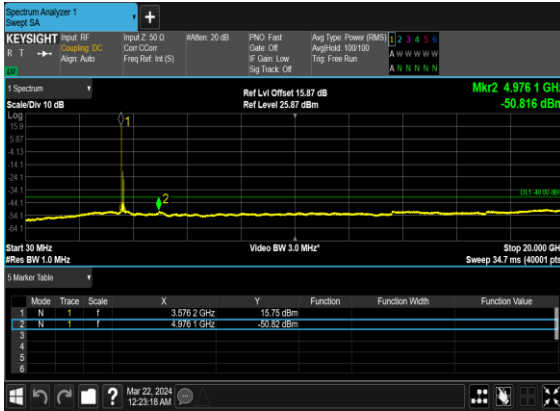 Spectrum Analyzer 1
Swept SA
+
KEYSIGHT Input: RF Input Z: 50 Ω #Atten: 20 dB PNO: Fast Avg Type: Power (RMS) 1 2 3 4 5 6
R T Coupling: DC Corr CCorr Gate: Off Avg|Hold: 100/100 A W W W W W
Align: Auto Freq Ref: Int (S) IF Gain: Low Trig: Free Run
Sig Track: Off A N N N N N
1 Spectrum Ref Lvl Offset 15.87 dB Mkr2 4.976 1 GHz
Scale/Div 10 dB Ref Level 25.87 dBm -50.816 dBm
Log
15.9
5.87
-4.13
-14.1
-24.1
-34.1
-44.1
-54.1
-64.1
1
2
DL1 -40.00 dBm
Start 30 MHz Video BW 3.0 MHz* Stop 20.000 GHz
#Res BW 1.0 MHz Sweep 34.7 ms (40001 pts)
5 Marker Table
Mode Trace Scale X Y Function Function Width Function Value
1 N 1 f 3.576 2 GHz 15.75 dBm
2 N 1 f 4.976 1 GHz -50.82 dBm
3
4
5
6
? Mar 22, 2024
12:23:18 AM